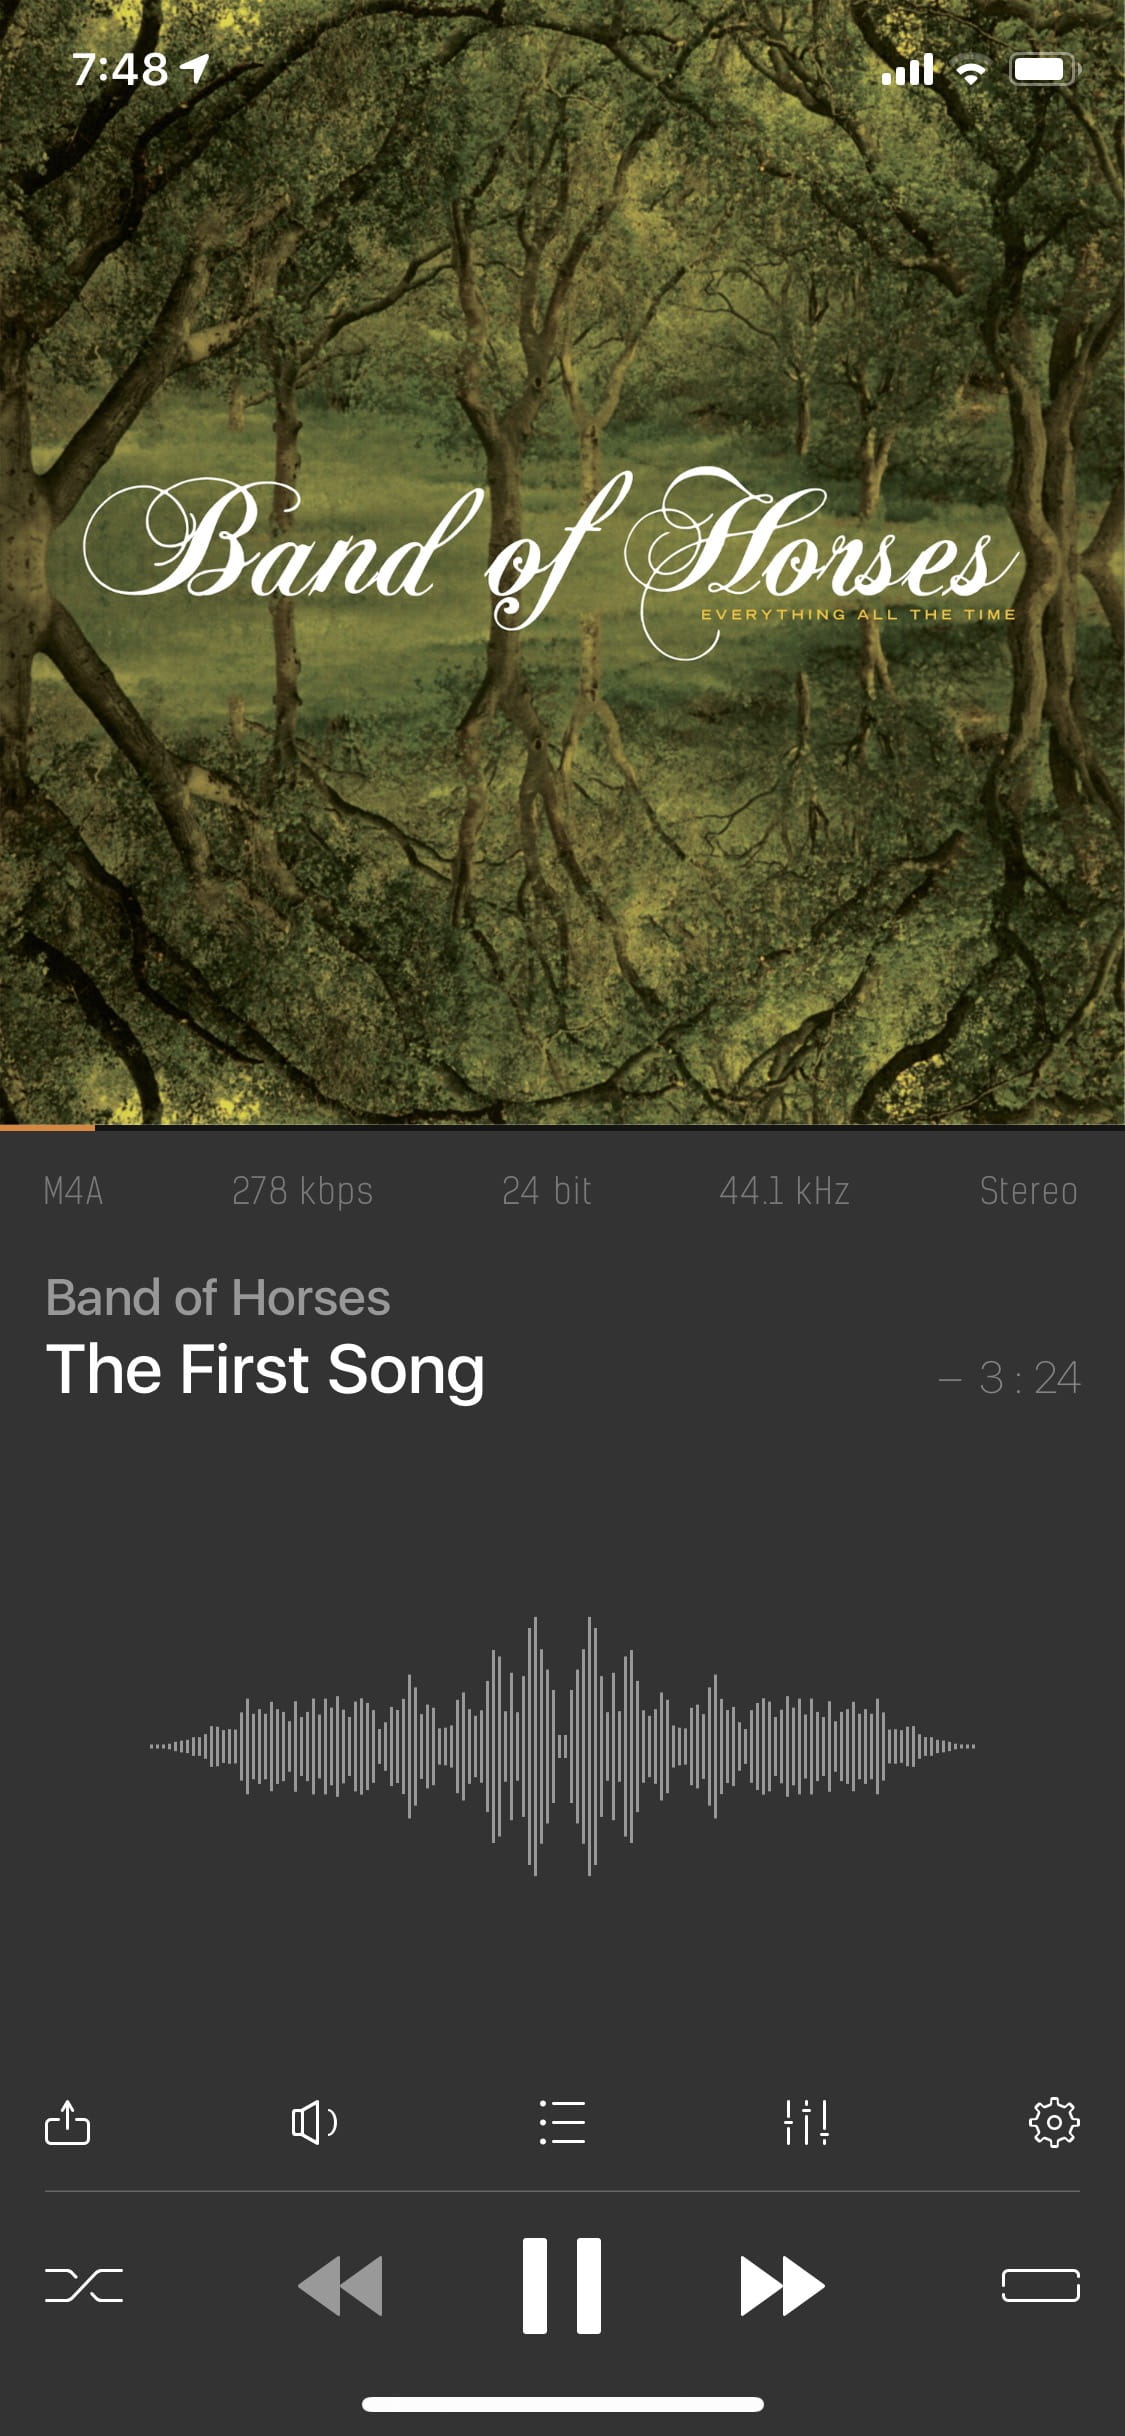 7:48
Band of Horses
EVERYTHING ALL THE TIME
M4A 278 kbps 24 bit 44.1 kHz Stereo
Band of Horses
The First Song
– 3 : 24